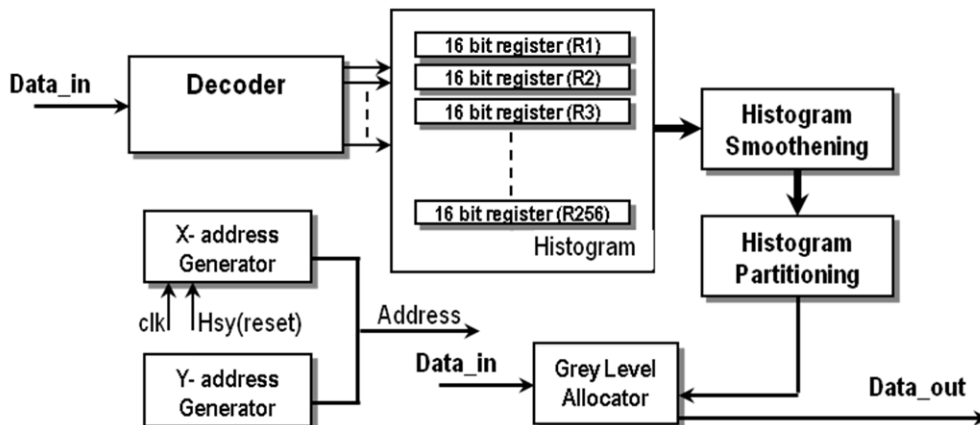 Data_in
Decoder
16 bit register (R1)
16 bit register (R2)
16 bit register (R3)
16 bit register (R256)
Histogram
Histogram
Smoothening
Histogram
Partitioning
X- address
Generator
clk
Hsy(reset)
Address
Y- address
Generator
Data_in
Grey Level
Allocator
Data_out